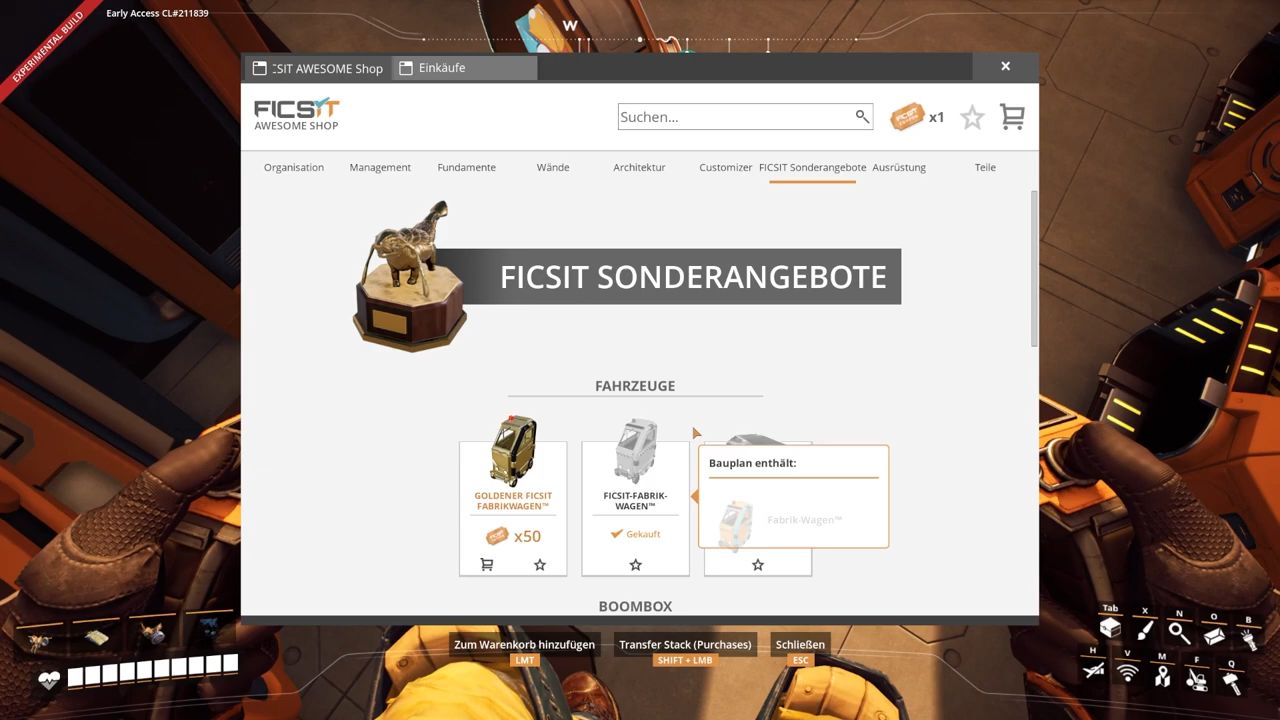 EXPERIMENTAL BUILD
Early Access CL#211839
W
CSIT AWESOME Shop
Einkäufe
×
FICSIT
AWESOME SHOP
Suchen...
x1
Organisation
Management
Fundamente
Wände
Architektur
Customizer
FICSIT Sonderangebote
Ausrüstung
Teile
FICSIT SONDERANGEBOTE
FAHRZEUGE
GOLDENER FICSIT
FABRIKWAGEN™
x50
FICSIT-FABRIK-
WAGEN™
Gekauft
Bauplan enthält:
Fabrik-Wagen™
BOOMBOX
Zum Warenkorb hinzufügen
LMT
Transfer Stack (Purchases)
SHIFT + LMB
Schließen
ESC
Tab
X
N
O
B
H
V
M
F
Q